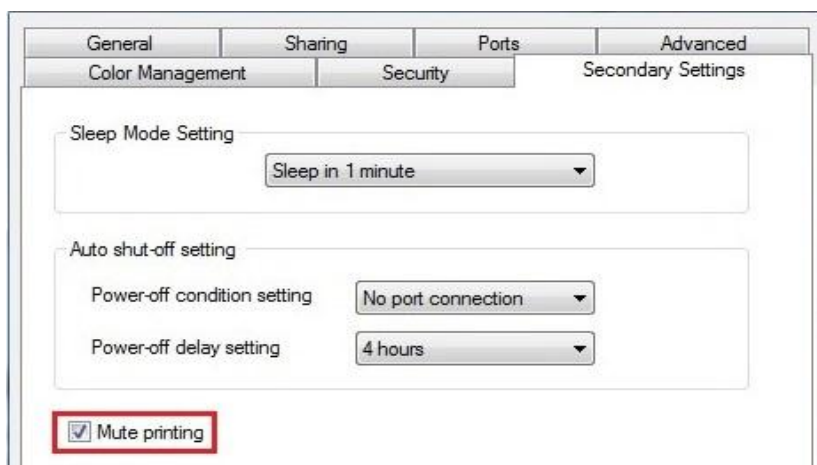 General Sharing Ports Advanced
Color Management Security Secondary Settings
Sleep Mode Setting
Sleep in 1 minute
Auto shut-off setting
Power-off condition setting No port connection
Power-off delay setting 4 hours
Mute printing